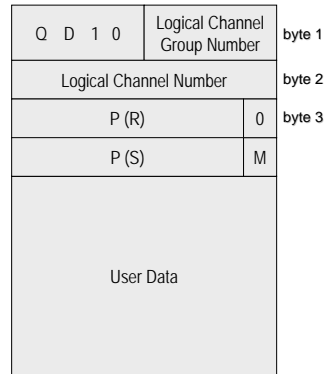 Q D 1 0
Logical Channel
Group Number
byte 1
Logical Channel Number
byte 2
P (R)
0
byte 3
P (S)
M
User Data